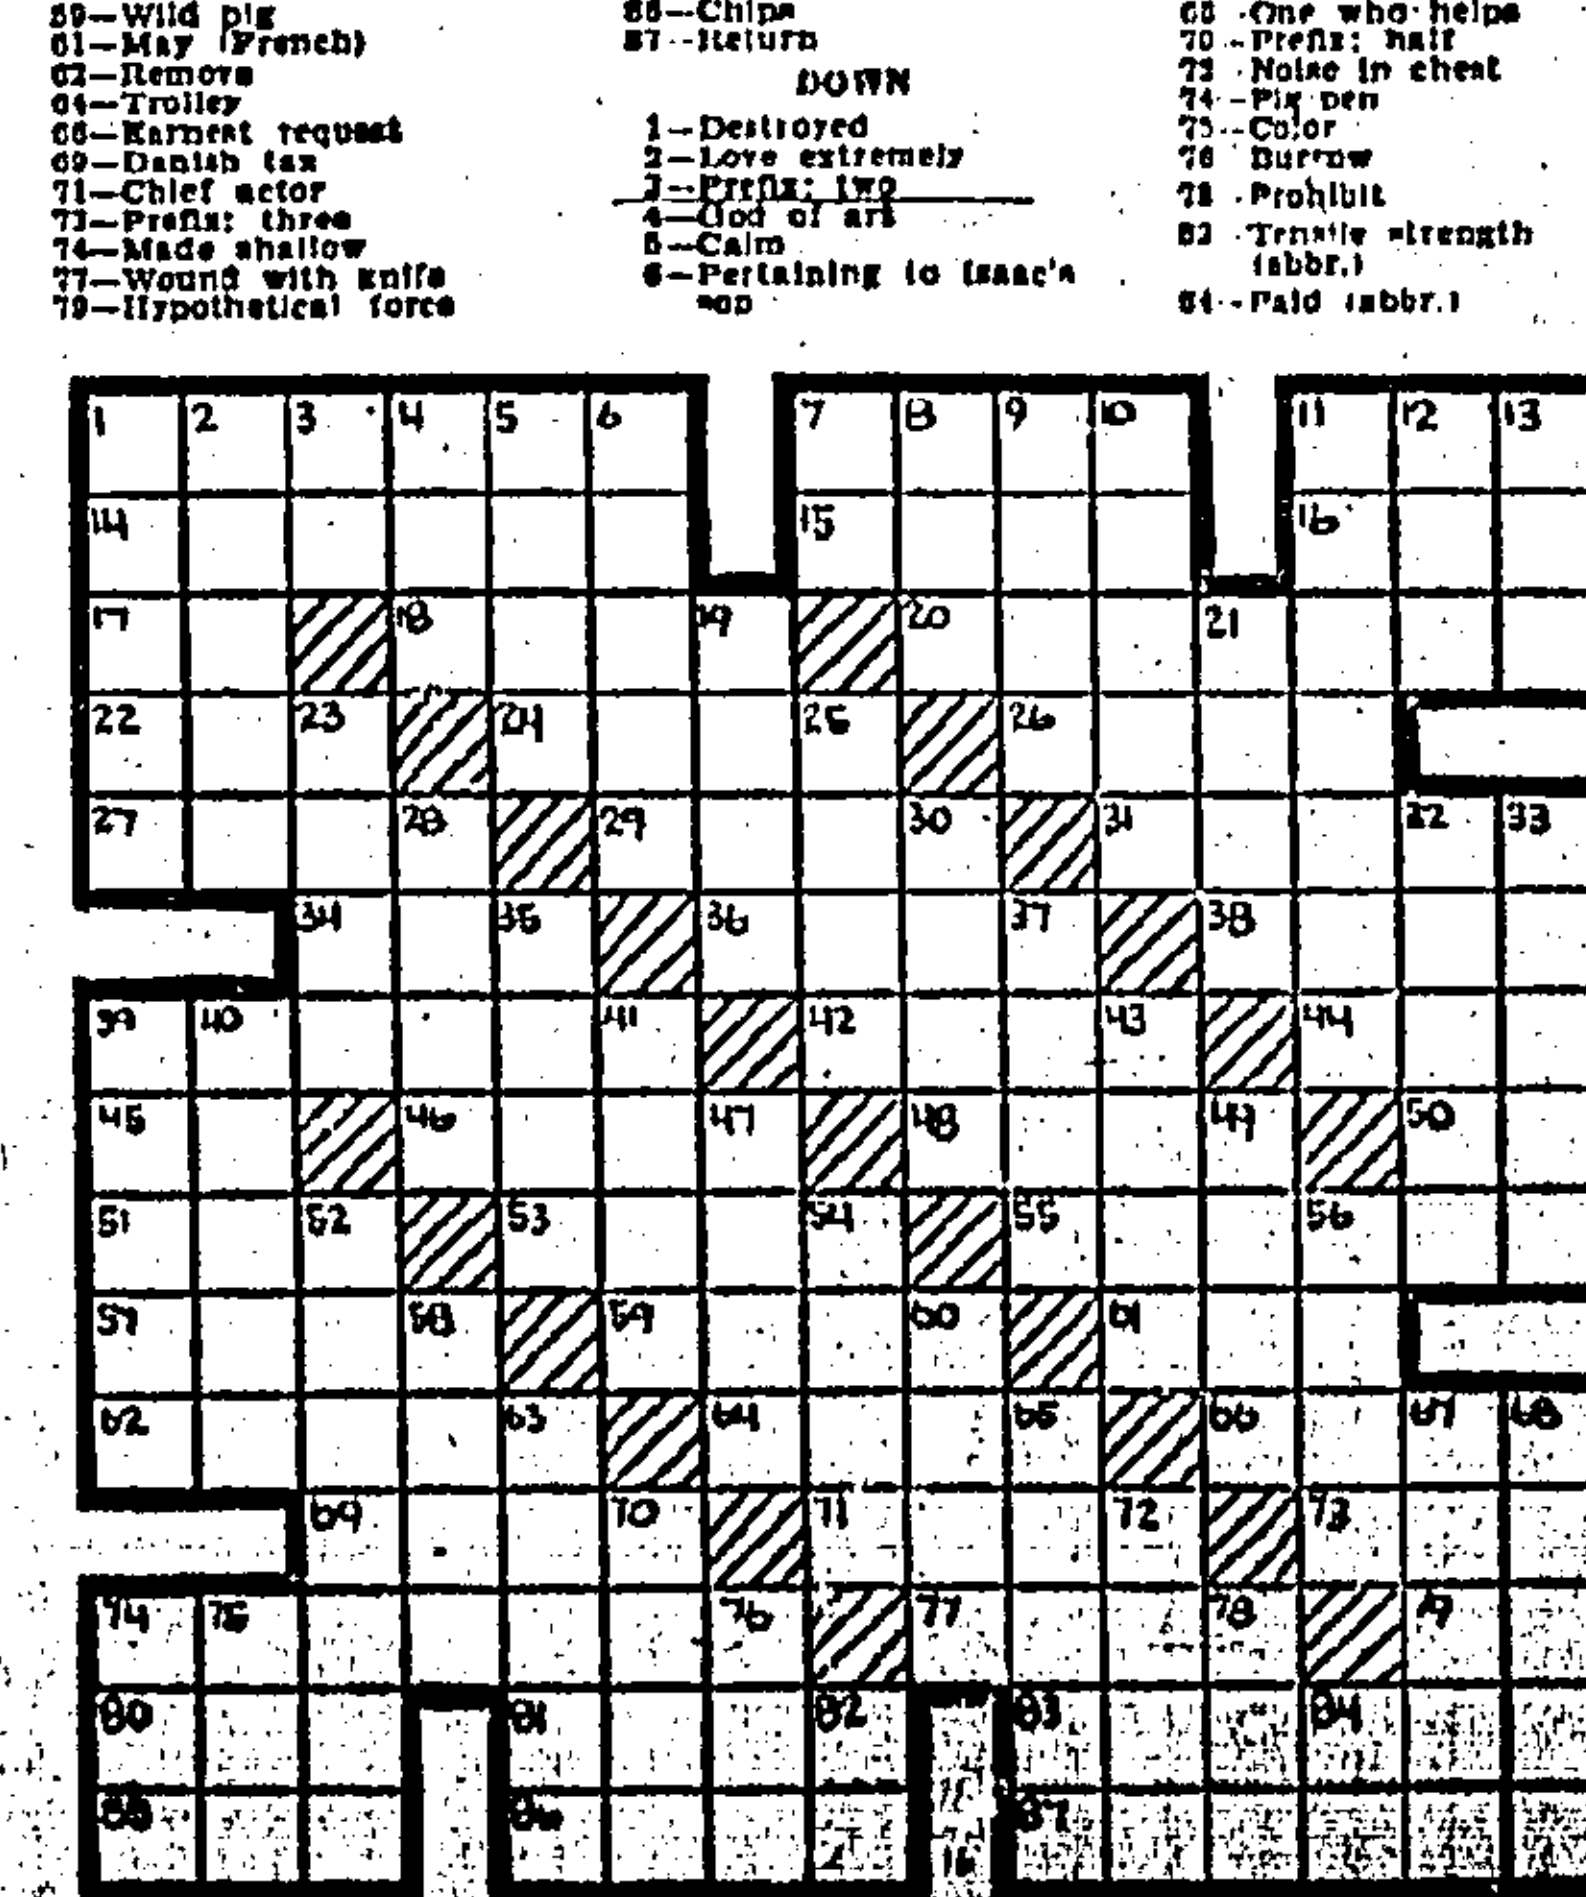 59—Wild pig
61—May (French)
62—Remove
64—Trolley
66—Earnest request
69—Danish tax
71—Chief actor
73—Prefix: three
74—Made shallow
77—Wound with knife
79—Hypothetical force
86—Chips
87—Return
DOWN
1—Destroyed
2—Love extremely
3—Prefix: two
4—God of art
5—Calm
6—Pertaining to Isaac's
son
68—One who helps
70—Prefix: half
72—Noise in chest
74—Pig pen
75—Color
76 Burrow
78—Prohibit
82—Tensile strength
(abbr.)
84—Paid (abbr.)
1 2 3 4 5 6 7 8 9 10 11 12 13
14 15 16
17 18 19 20 21
22 23 24 25 26
27 28 29 30 31 32 33
34 35 36 37 38
39 40 41 42 43 44
45 46 47 48 49 50
51 52 53 54 55 56
57 58 59 60 61
62 63 64 65 66 67 68
69 70 71 72 73
74 75 76 77 78 79
80 81 82 83 84
85 86 87